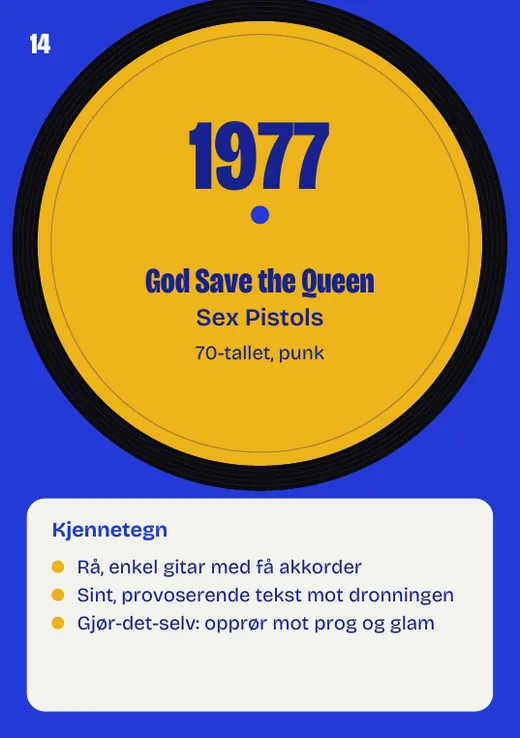 14
1977
God Save the Queen
Sex Pistols
70-tallet, punk
Kjennetegn
Rå, enkel gitar med få akkorder
Sint, provoserende tekst mot dronningen
Gjør-det-selv: opprør mot prog og glam